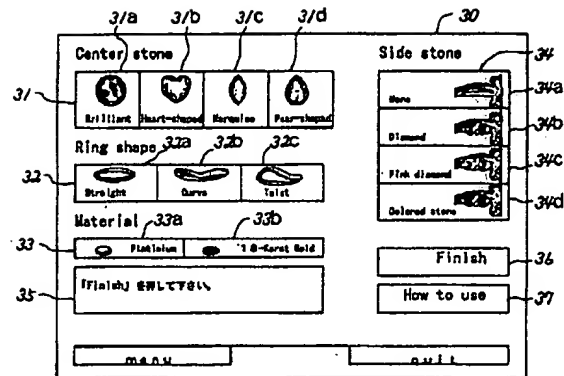 31a 31b 31c 31d 30
Center stone
Side stone
34
31
Brilliant Heart-shaped Marquise Pear-shaped
None
34a
Diamond
34b
Pink diamond
34c
Colored stone
34d
Ring shape
32a 32b 32c
32
Straight Curve Twist
Material
33a 33b
33
Platinium 18-Karat Gold
35
「Finish」を押して下さい。
Finish
36
How to use
37
menu
quit